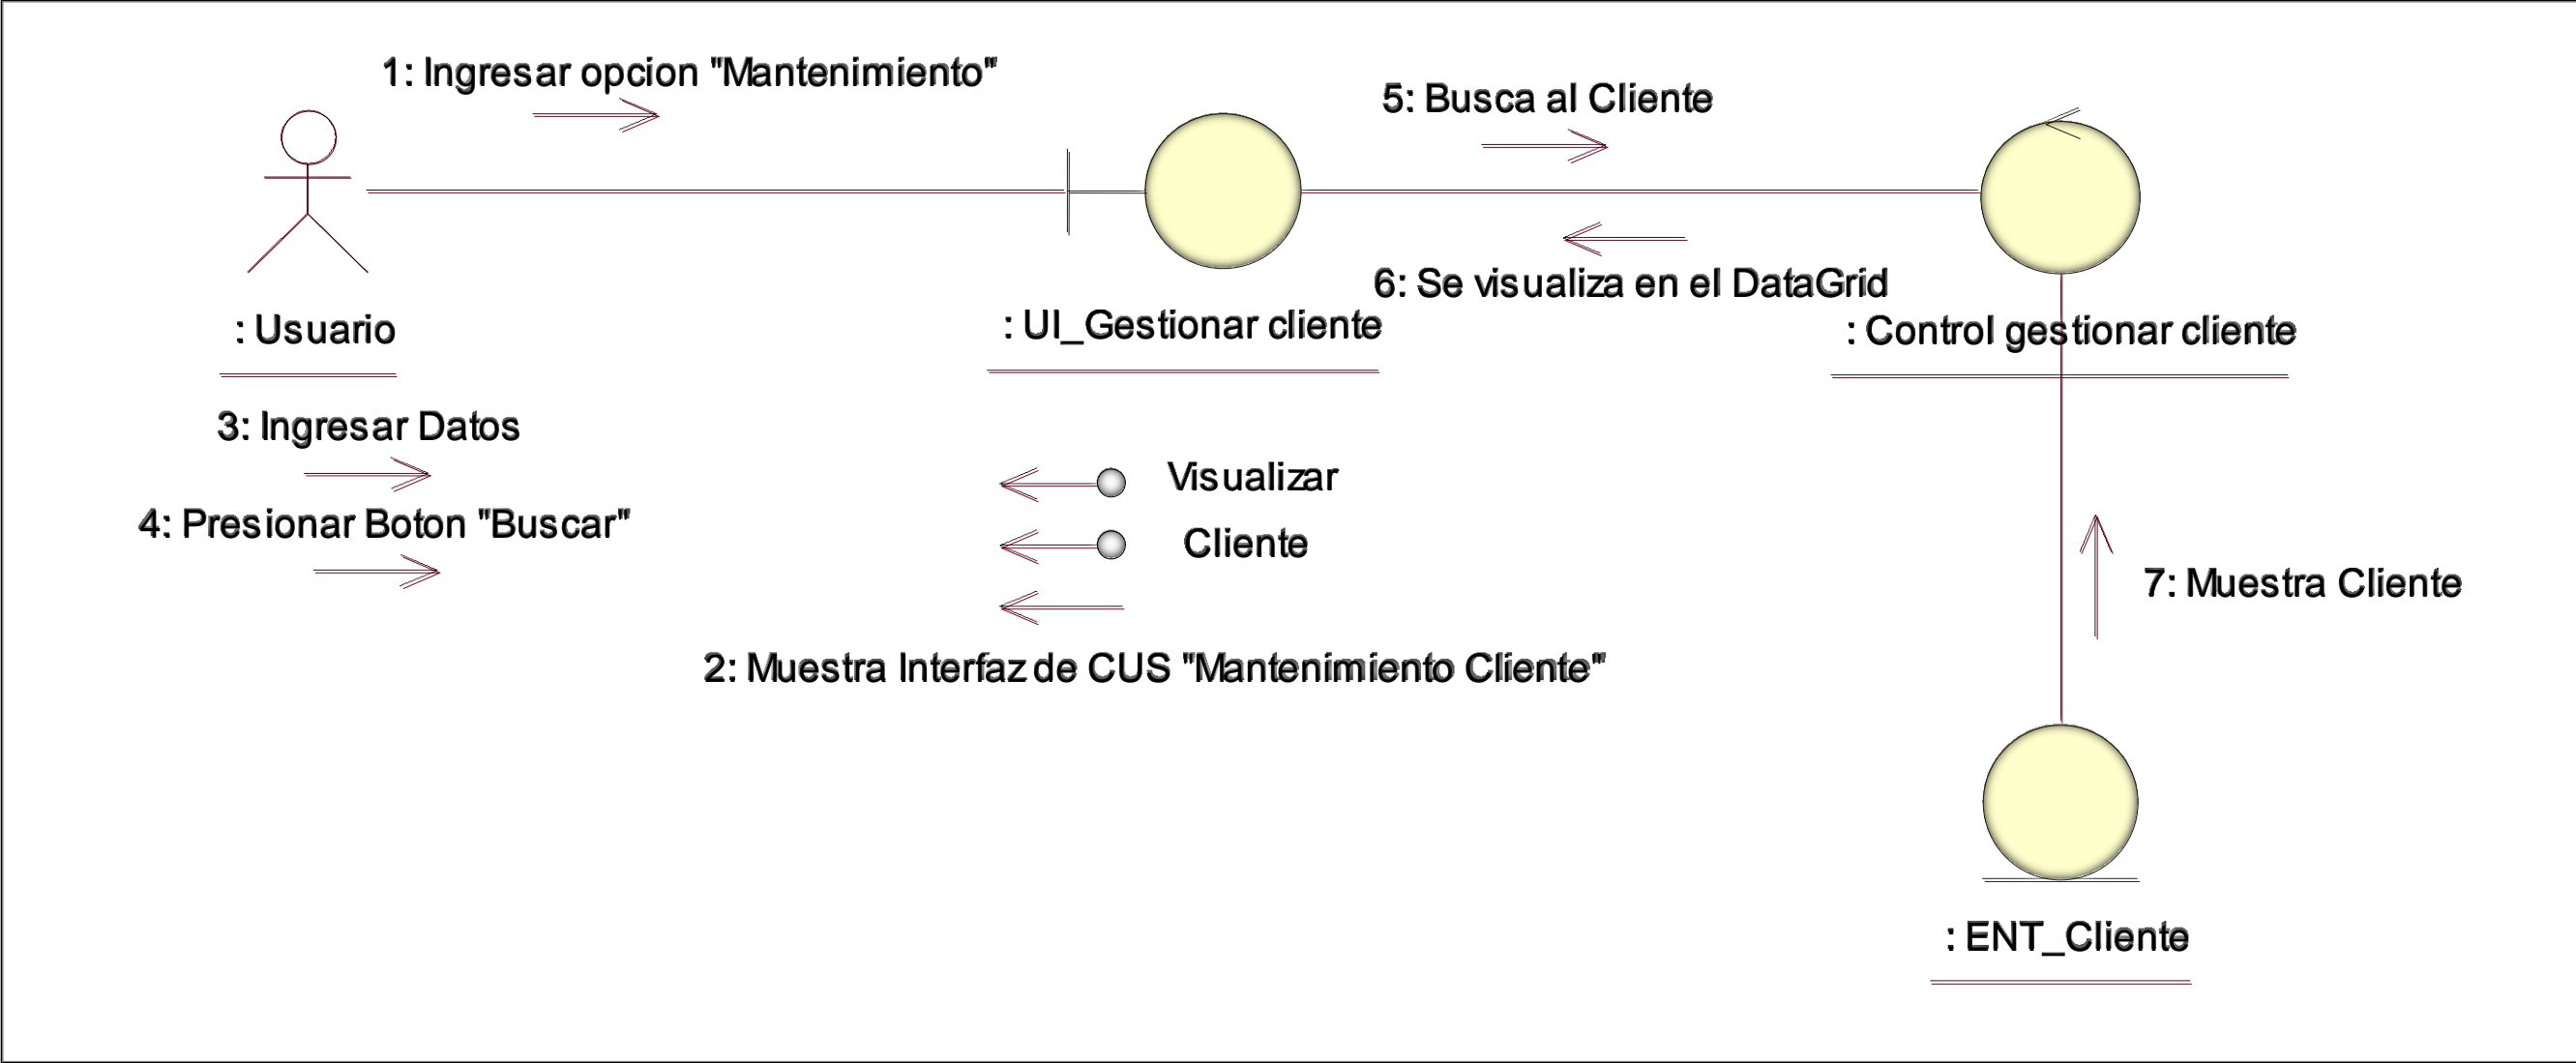 1: Ingresar opcion "Mantenimiento"
5: Busca al Cliente
6: Se visualiza en el DataGrid
: Usuario
: UI_Gestionar cliente
: Control gestionar cliente
3: Ingresar Datos
Visualizar
4: Presionar Boton "Buscar"
Cliente
7: Muestra Cliente
2: Muestra Interfaz de CUS "Mantenimiento Cliente"
: ENT_Cliente